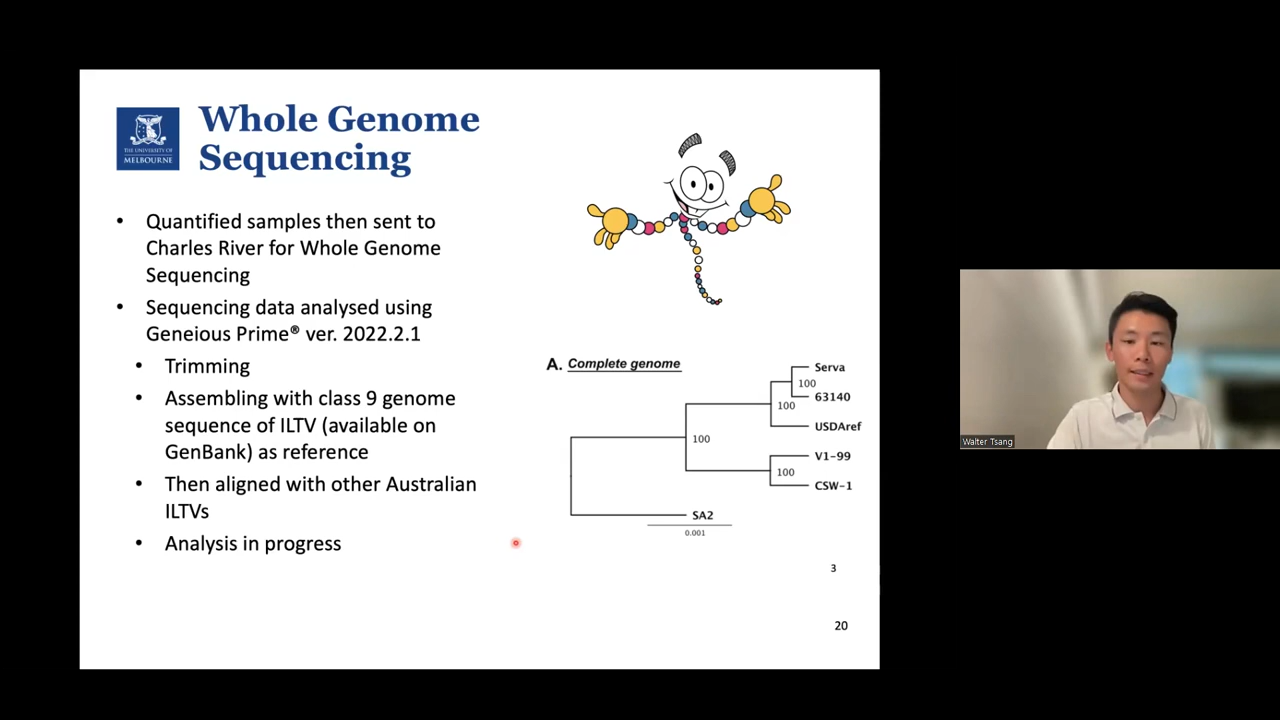 THE UNIVERSITY OF
MELBOURNE
Whole Genome
Sequencing
• Quantified samples then sent to
Charles River for Whole Genome
Sequencing
• Sequencing data analysed using
Geneious Prime® ver. 2022.2.1
• Trimming
• Assembling with class 9 genome
sequence of ILTV (available on
GenBank) as reference
• Then aligned with other Australian
ILTVs
• Analysis in progress
A. Complete genome
Serva
100
63140
100
USDAref
100
V1-99
100
CSW-1
SA2
0.001
3
20
Walter Tsang